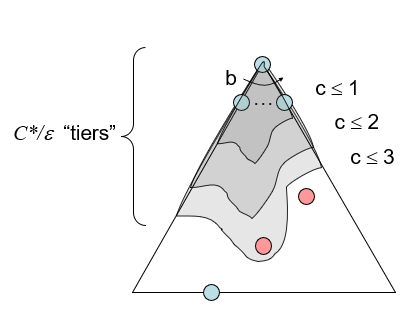 b
c ≤ 1
… 
c ≤ 2
C*/ε “tiers”
c ≤ 3